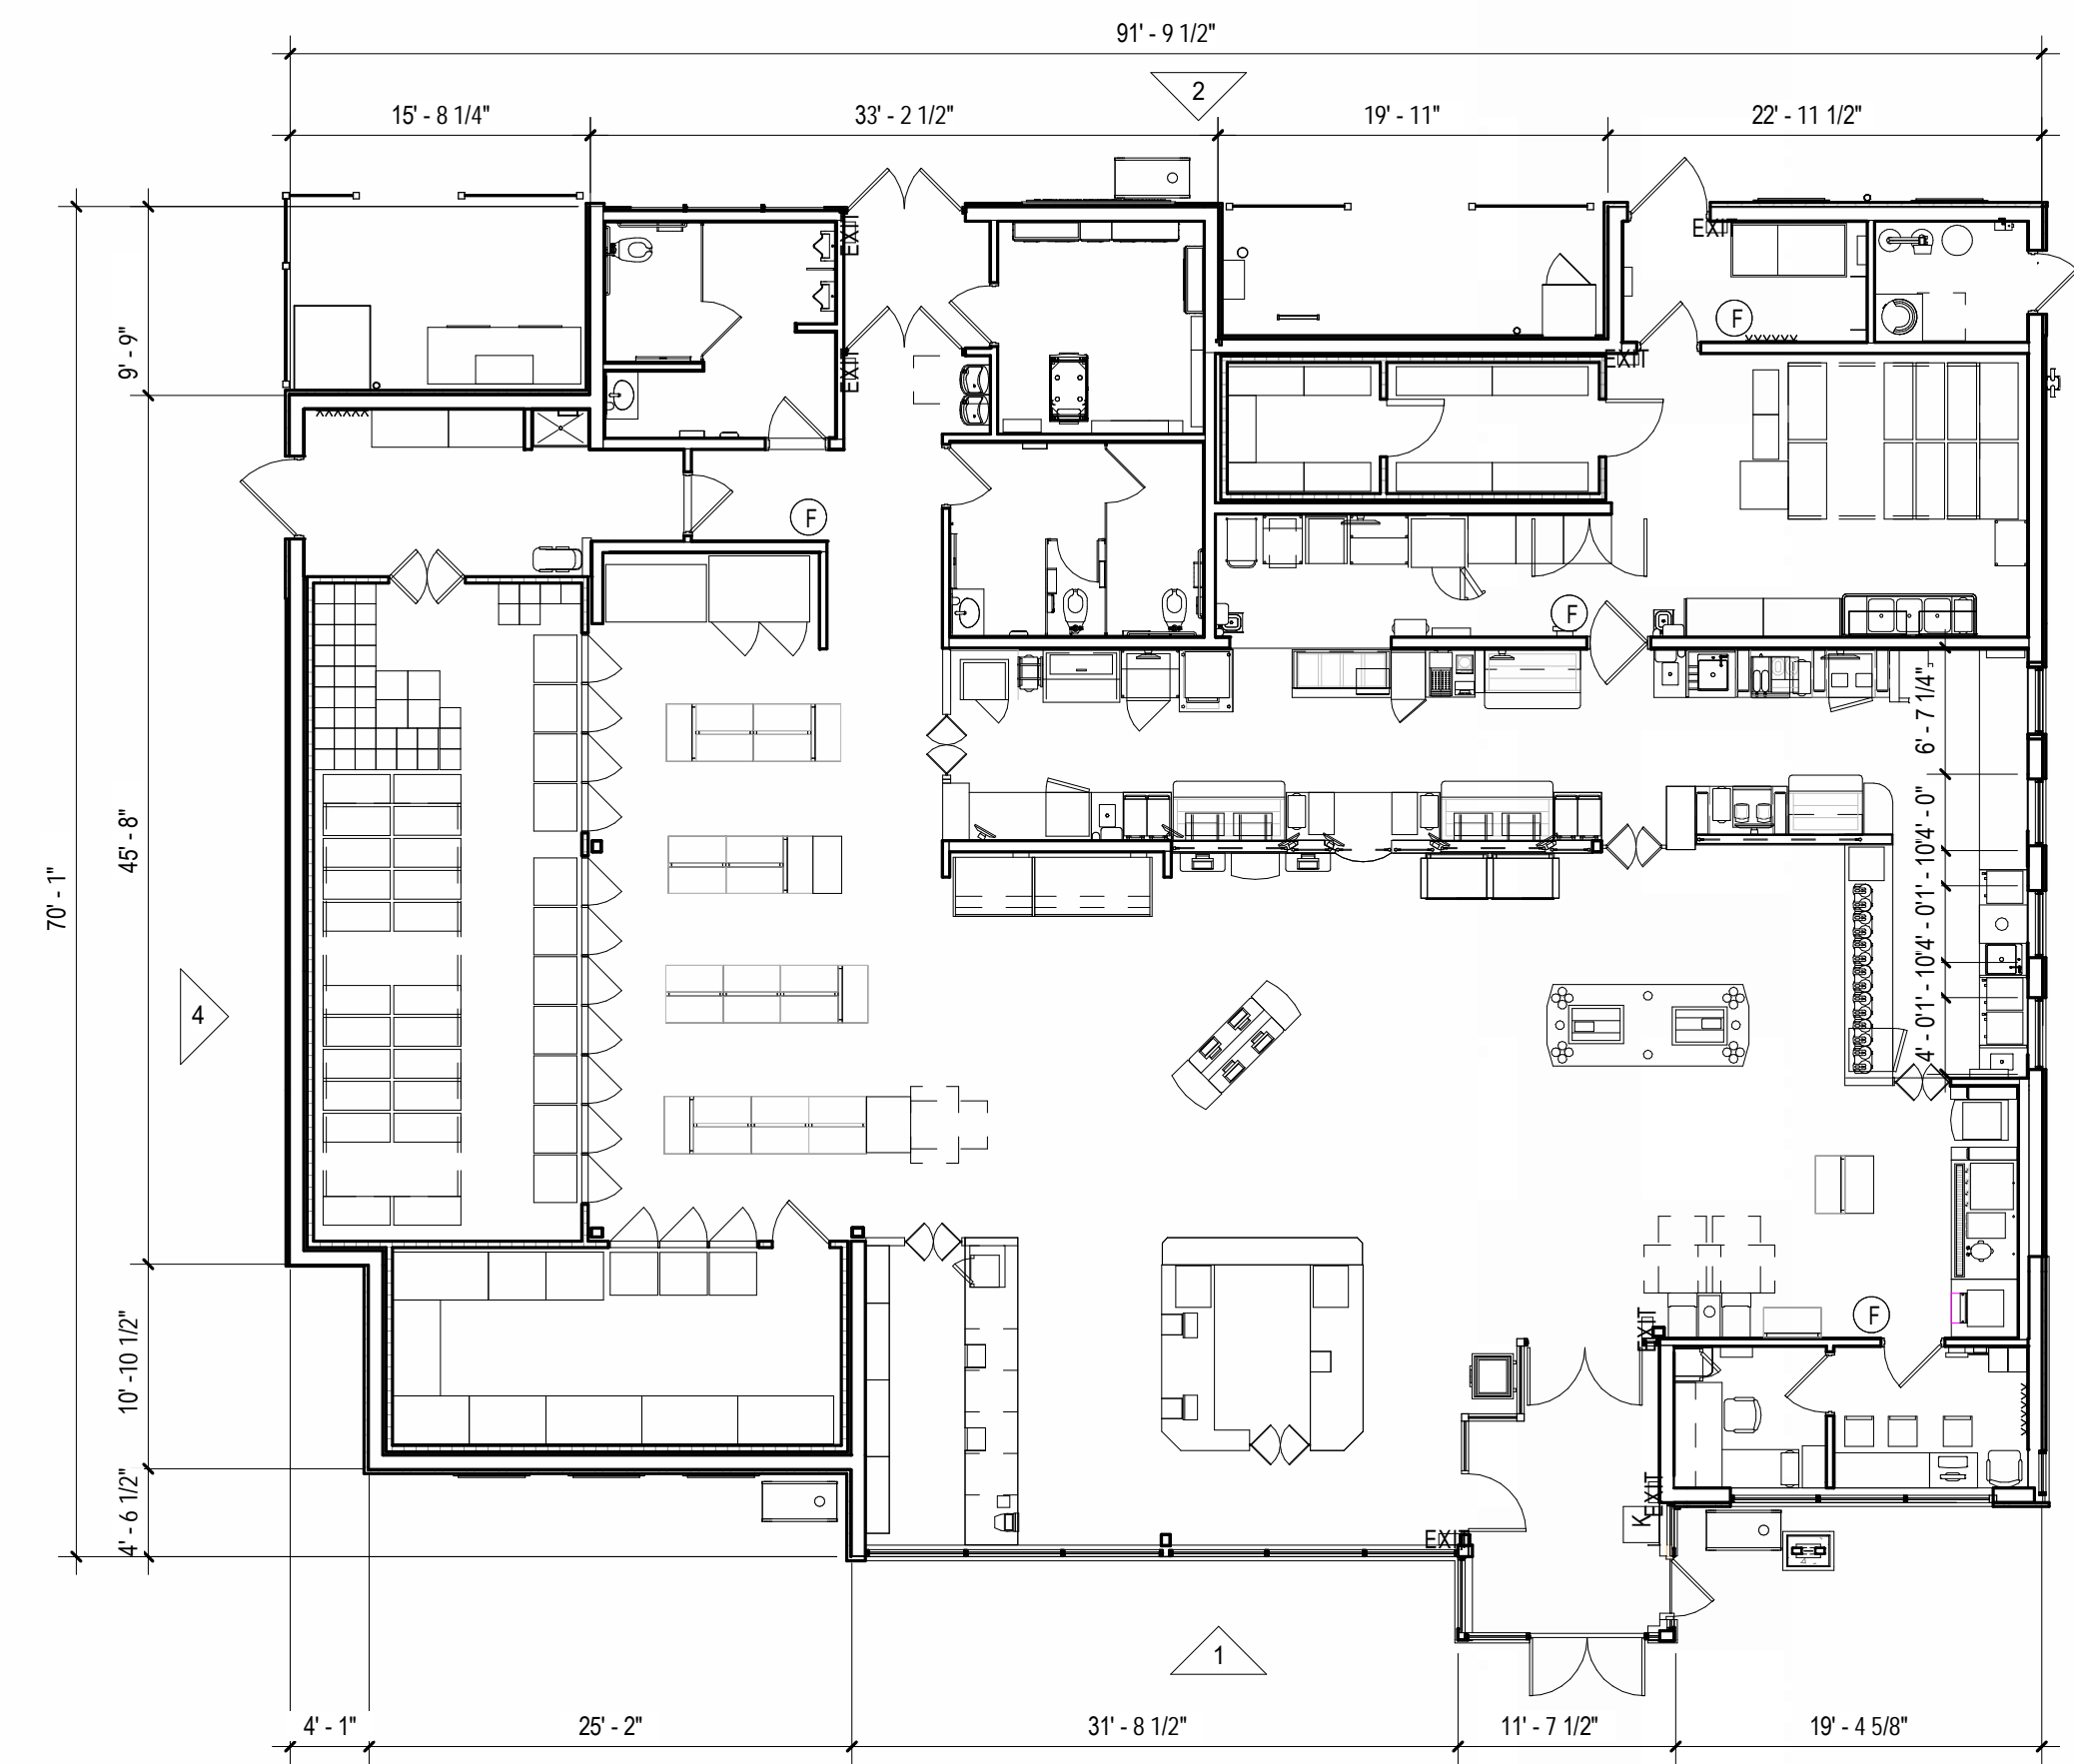 91' - 9 1/2"
2
15' - 8 1/4"
33' - 2 1/2"
19' - 11"
22' - 11 1/2"
EXIT
EXIT
F
9' - 9"
EXIT
EXIT
F
F
6' - 7 1/4"
4' - 0"
1' - 10"
4' - 0"
1' - 10"
4' - 0"
45' - 8"
70' - 1"
4
F
EXIT
10' -10 1/2"
EXIT
K
EXIT
4' - 6 1/2"
1
4' - 1"
25' - 2"
31' - 8 1/2"
11' - 7 1/2"
19' - 4 5/8"